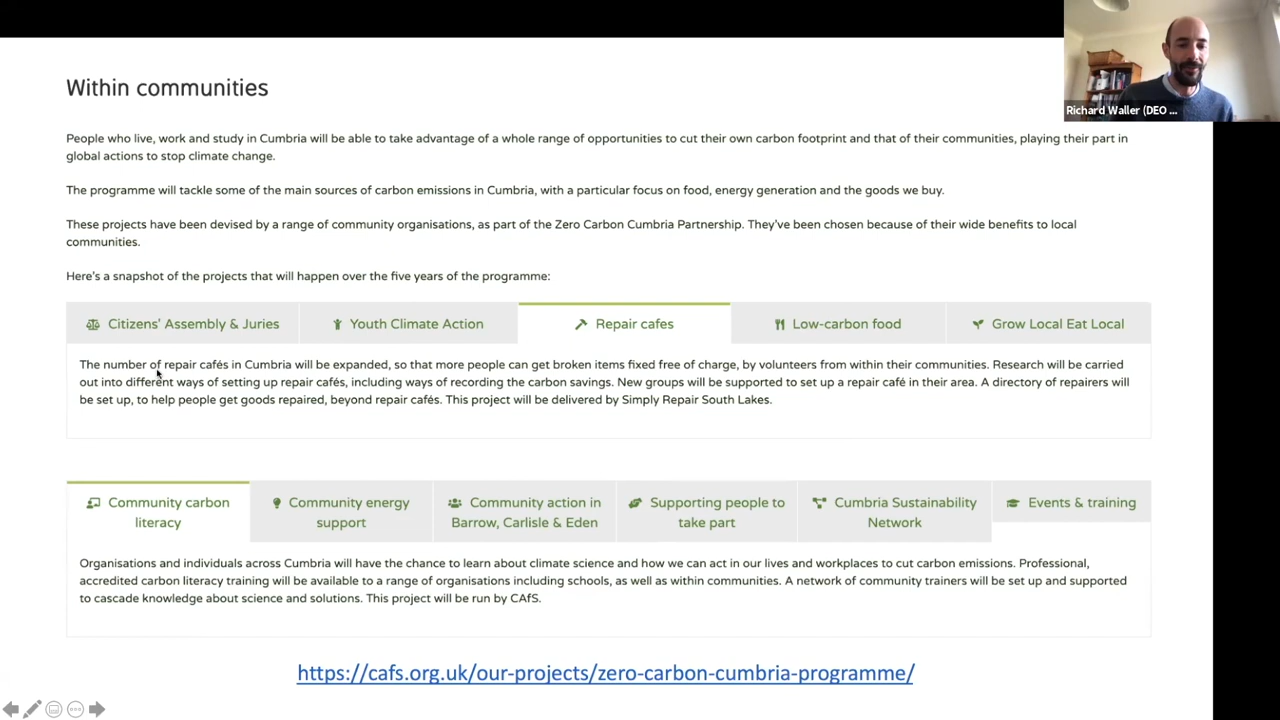 Within communities
Richard Waller (DEO ...
People who live, work and study in Cumbria will be able to take advantage of a whole range of opportunities to cut their own carbon footprint and that of their communities, playing their part in
global actions to stop climate change.
The programme will tackle some of the main sources of carbon emissions in Cumbria, with a particular focus on food, energy generation and the goods we buy.
These projects have been devised by a range of community organisations, as part of the Zero Carbon Cumbria Partnership. They've been chosen because of their wide benefits to local
communities.
Here's a snapshot of the projects that will happen over the five years of the programme:
Citizens' Assembly & Juries
Youth Climate Action
Repair cafes
Low-carbon food
Grow Local Eat Local
The number of repair cafés in Cumbria will be expanded, so that more people can get broken items fixed free of charge, by volunteers from within their communities. Research will be carried
out into different ways of setting up repair cafés, including ways of recording the carbon savings. New groups will be supported to set up a repair café in their area. A directory of repairers will
be set up, to help people get goods repaired, beyond repair cafés. This project will be delivered by Simply Repair South Lakes.
Community carbon
literacy
Community energy
support
Community action in
Barrow, Carlisle & Eden
Supporting people to
take part
Cumbria Sustainability
Network
Events & training
Organisations and individuals across Cumbria will have the chance to learn about climate science and how we can act in our lives and workplaces to cut carbon emissions. Professional,
accredited carbon literacy training will be available to a range of organisations including schools, as well as within communities. A network of community trainers will be set up and supported
to cascade knowledge about science and solutions. This project will be run by CAfS.
https://cafs.org.uk/our-projects/zero-carbon-cumbria-programme/